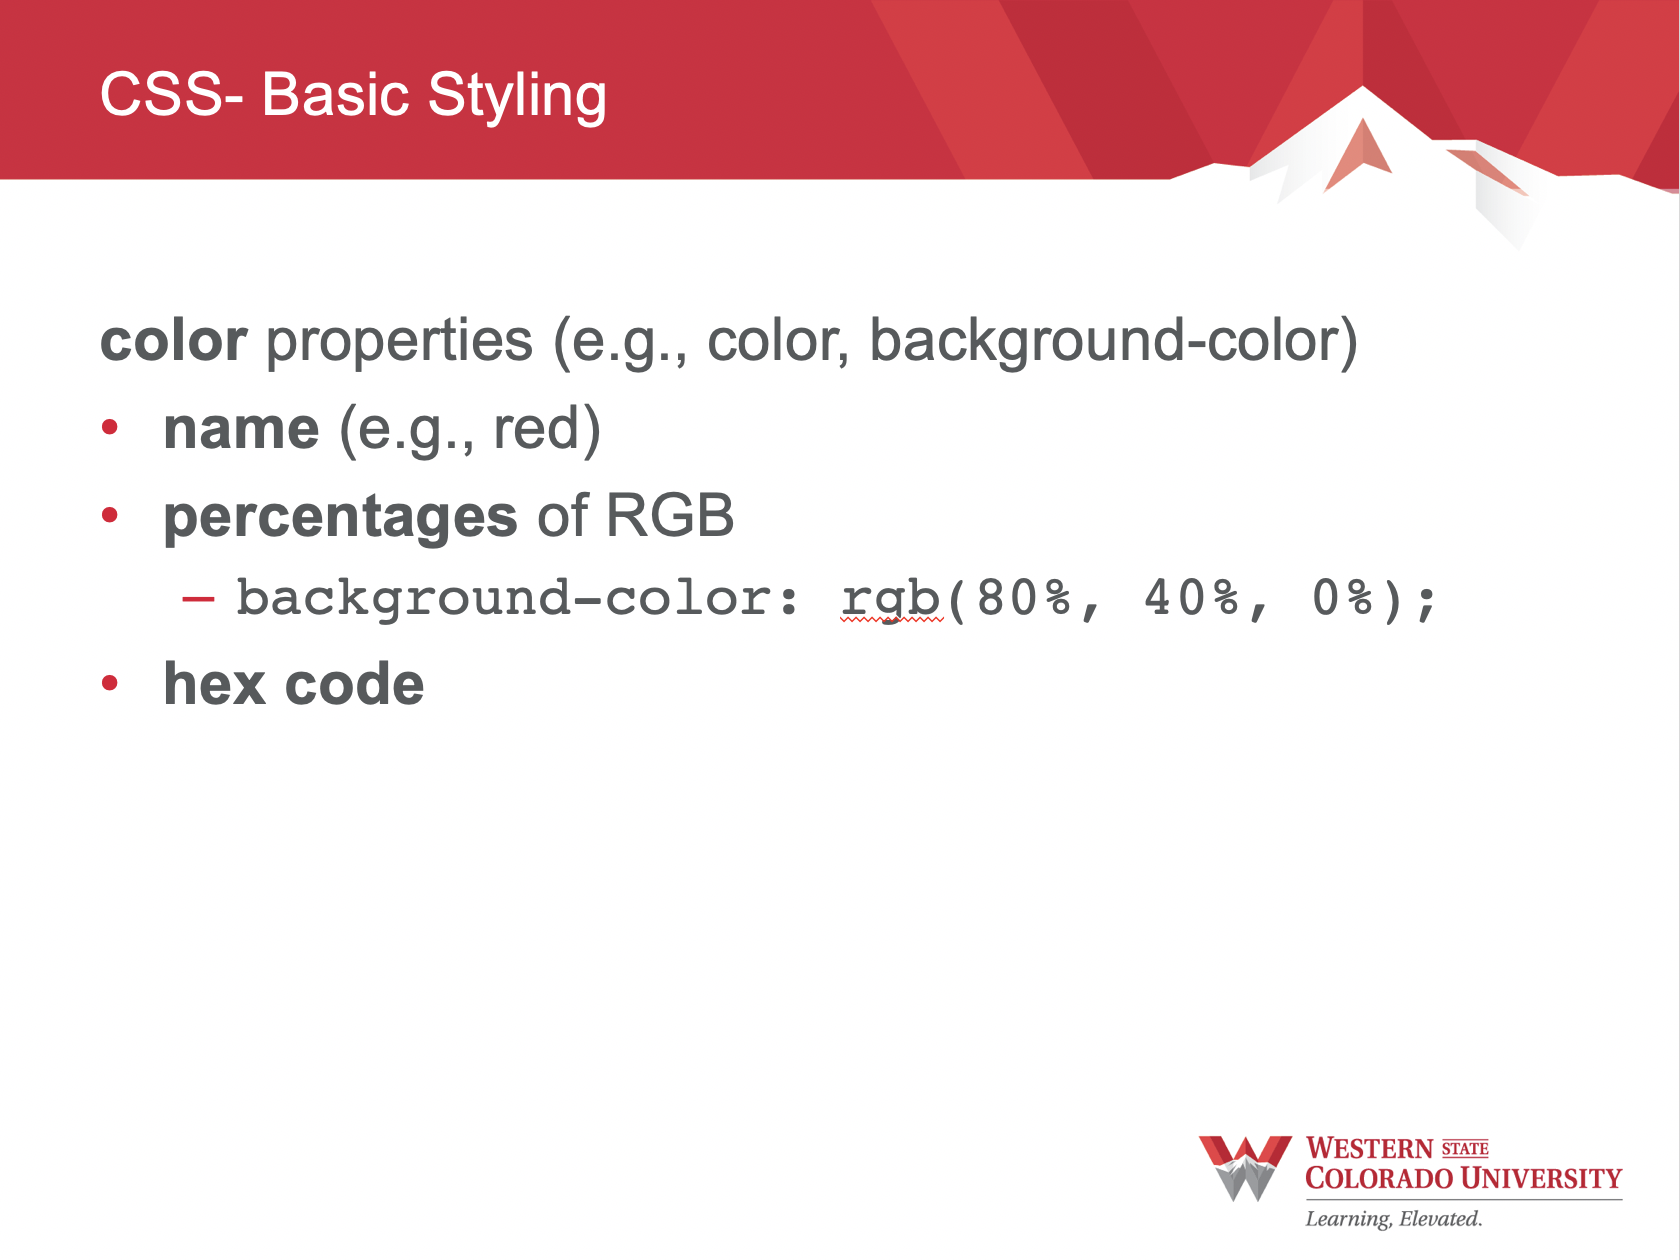 CSS- Basic Styling
color properties (e.g., color, background-color)
• name (e.g., red)
• percentages of RGB
– background-color: rgb(80%, 40%, 0%);
• hex code
WESTERN STATE
COLORADO UNIVERSITY
Learning, Elevated.